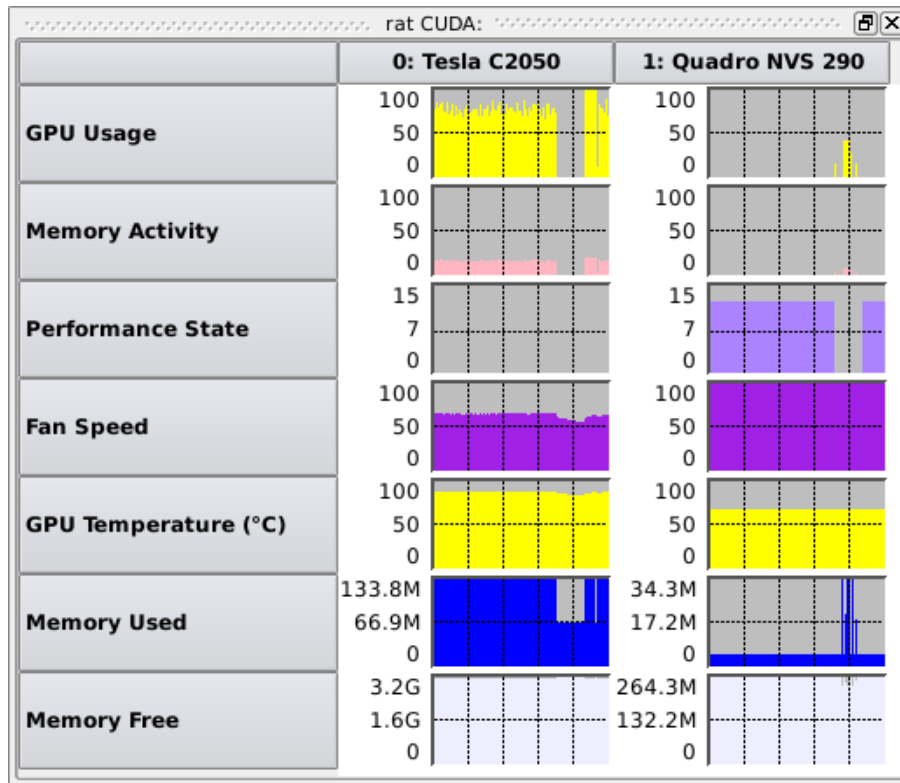 rat CUDA:
0: Tesla C2050 1: Quadro NVS 290
GPU Usage
100 100
50 50
0 0
Memory Activity
100 100
50 50
0 0
Performance State
15 15
7 7
0 0
Fan Speed
100 100
50 50
0 0
GPU Temperature (°C)
100 100
50 50
0 0
Memory Used
133.8M 34.3M
66.9M 17.2M
0 0
Memory Free
3.2G 264.3M
1.6G 132.2M
0 0